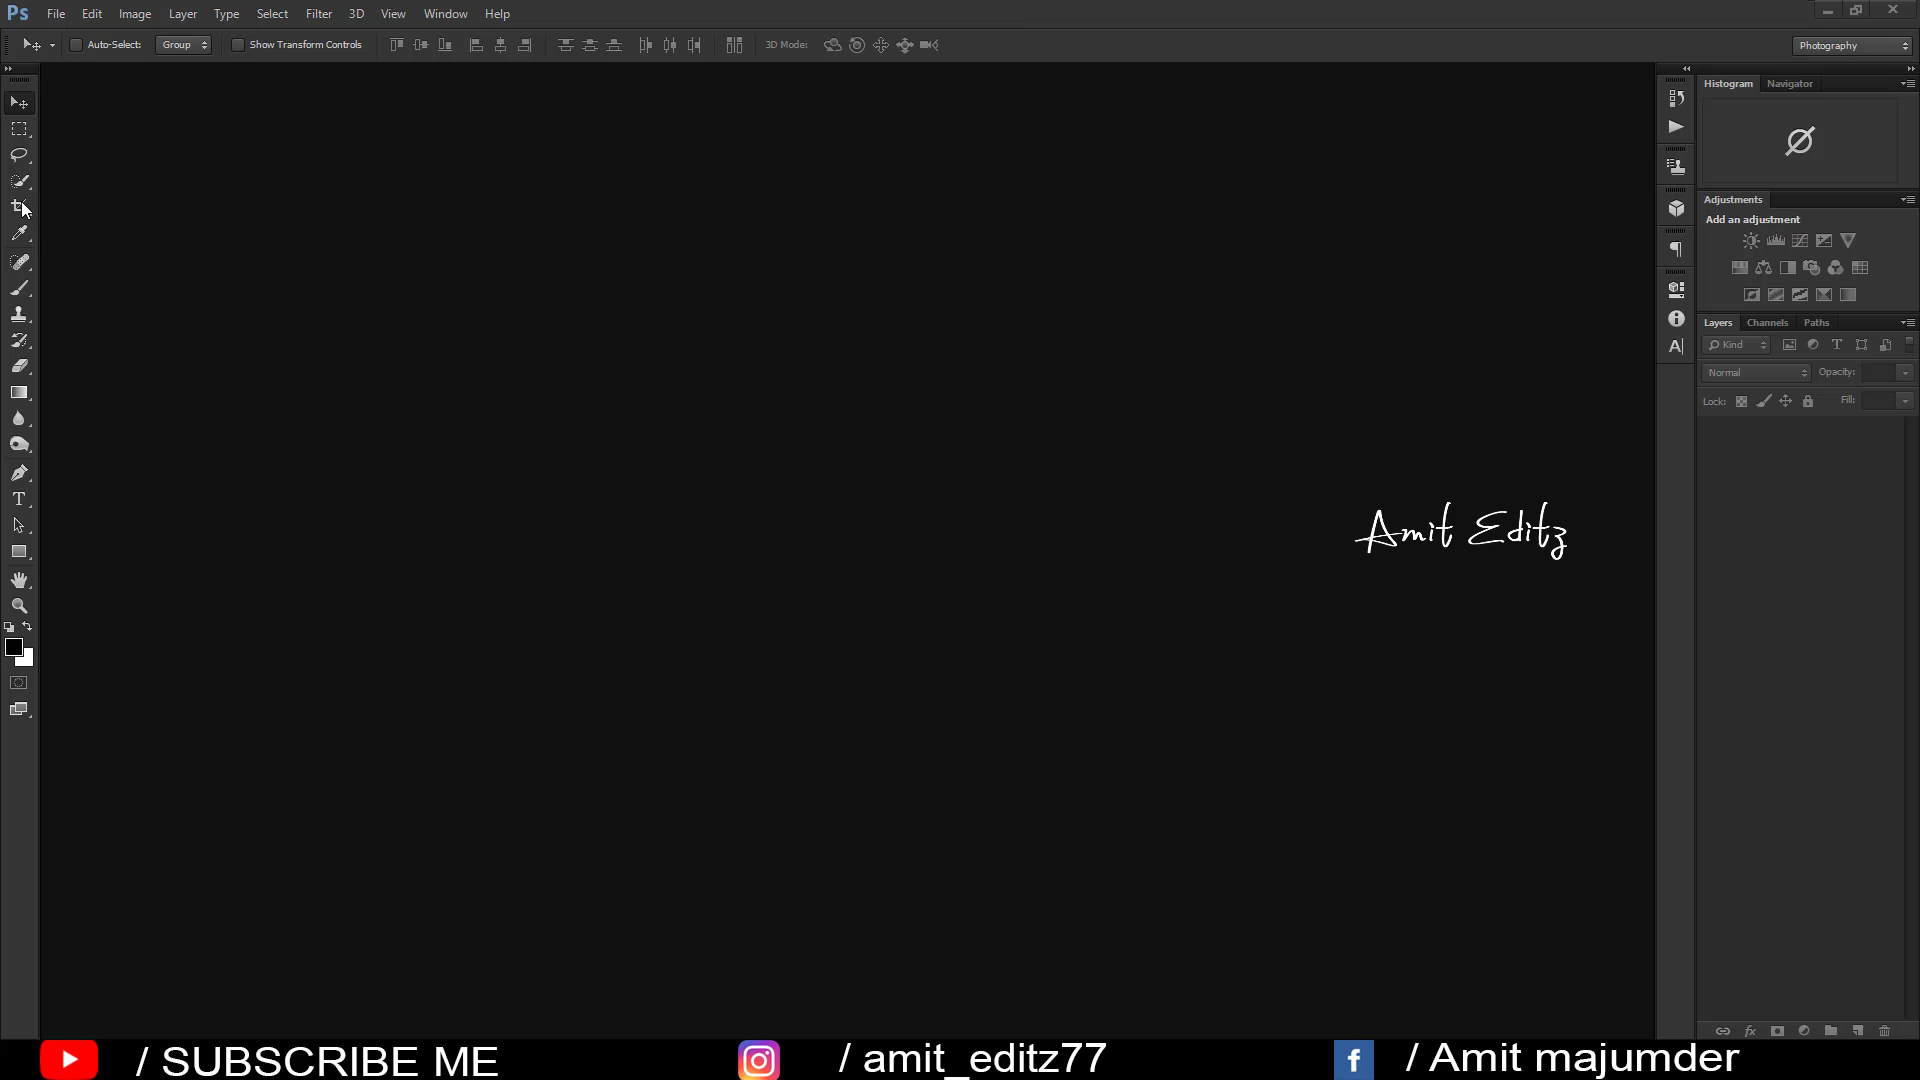 Ps File Edit Image Layer Type Select Filter 3D View Window Help
Auto-Select: Group Show Transform Controls 3D Mode: Photography
Histogram Navigator
Adjustments
Add an adjustment
Layers Channels Paths
Kind
Normal Opacity:
Lock: Fill:
Amit Editz
/ SUBSCRIBE ME / amit_editz77 / Amit majumder